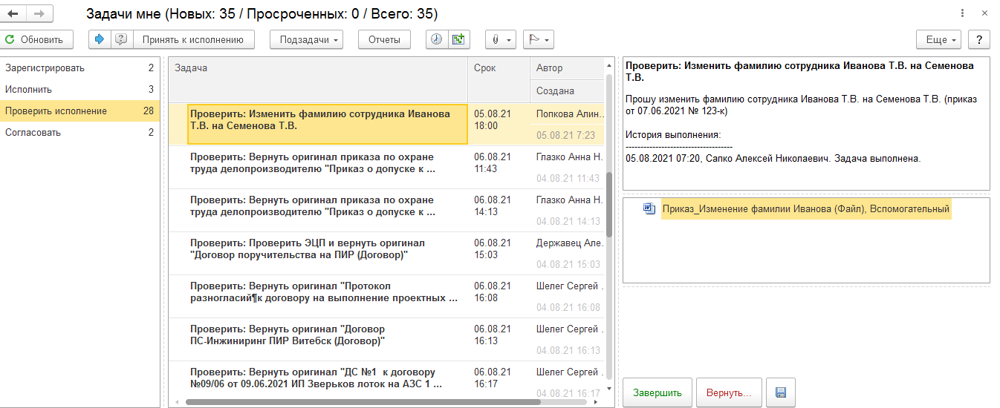 Задачи мне (Новых: 35 / Просроченных: 0 / Всего: 35)
Обновить
Принять к исполнению
Подзадачи
Отчеты
Еще
?
Зарегистрировать 2
Исполнить 3
Проверить исполнение 28
Согласовать 2
Задача Срок Автор
Создана
Проверить: Изменить фамилию сотрудника Иванова 05.08.21 Попкова Алин...
Т.В. на Семенова Т.В. 18:00
05.08.21 7:23
Проверить: Вернуть оригинал приказа по охране 06.08.21 Глазко Анна Н.
труда делопроизводителю "Приказ о допуске к ... 11:43
04.08.21 11:43
Проверить: Вернуть оригинал приказа по охране 06.08.21 Глазко Анна Н.
труда делопроизводителю "Приказ о допуске к ... 14:13
04.08.21 14:13
Проверить: Проверить ЭЦП и вернуть оригинал 06.08.21 Державец Але.
"Договор поручительства на ПИР (Договор)" 15:03
04.08.21 15:03
Проверить: Вернуть оригинал "Протокол 06.08.21 Шелег Сергей .
разногласий¶к договору на выполнение проектных ... 16:08
04.08.21 16:08
Проверить: Вернуть оригинал "Договор 06.08.21 Шелег Сергей .
ПС-Инжиниринг ПИР Витебск (Договор)" 16:13
04.08.21 16:13
Проверить: Вернуть оригинал "ДС №1 к договору 06.08.21 Шелег Сергей .
№09/06 от 09.06.2021 ИП Зверьков лоток на АЗС 1 ... 16:17
04.08.21 16:17
Проверить: Изменить фамилию сотрудника Иванова Т.В. на Семенова
Т.В.
Прошу изменить фамилию сотрудника Иванова Т.В. на Семенова Т.В. (приказ
от 07.06.2021 № 123-к)
История выполнения:
------------------------------------
05.08.2021 07:20, Сапко Алексей Николаевич. Задача выполнена.
Приказ_Изменение фамилии Иванова (Файл), Вспомогательный
Завершить
Вернуть...